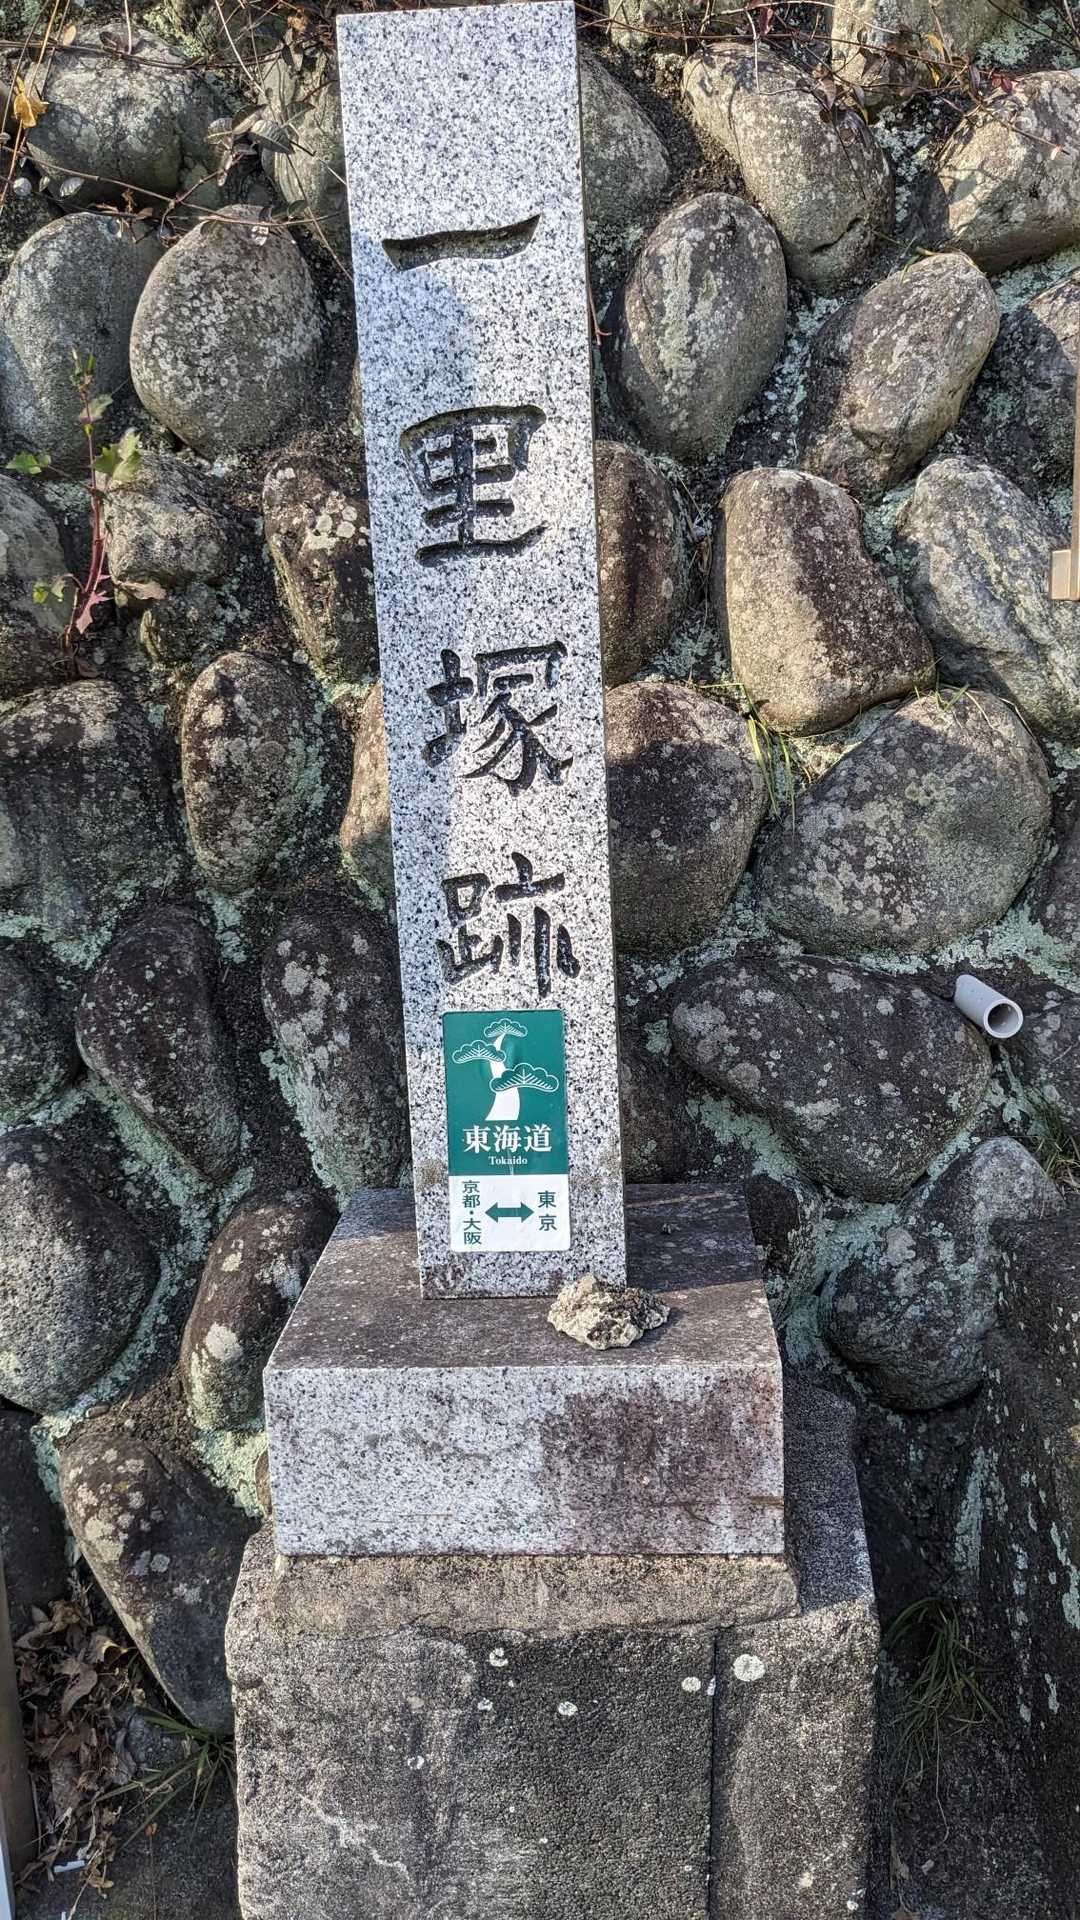 一里塚跡
東海道
Tokaido
京都・大阪
東京